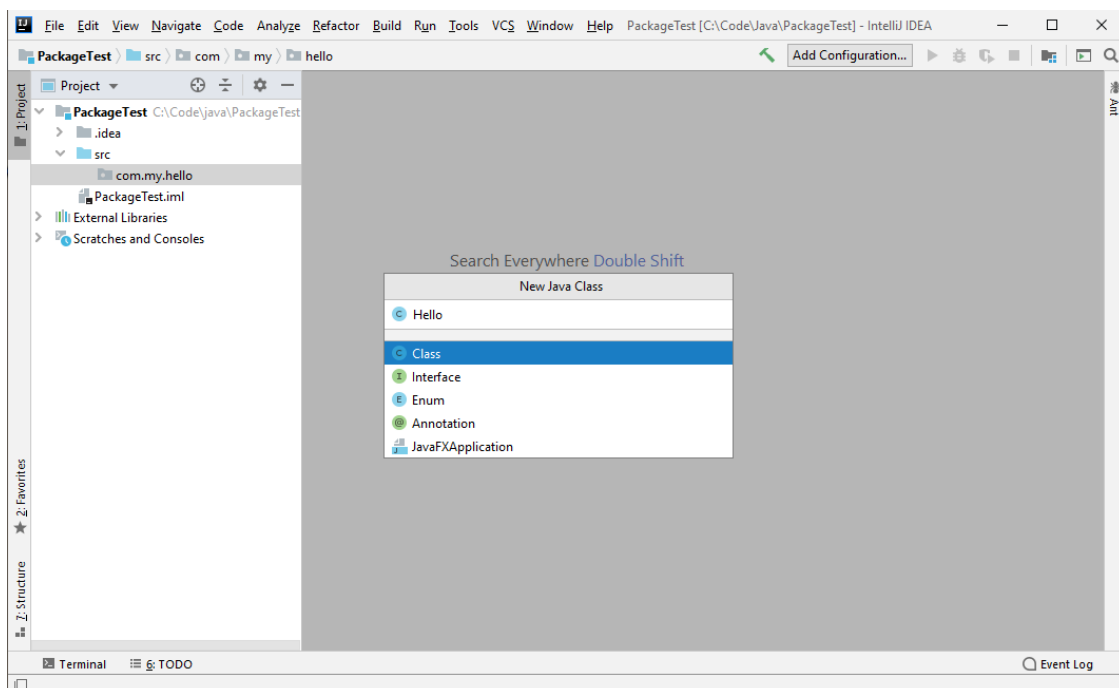 IJ File Edit View Navigate Code Analyze Refactor Build Run Tools VCS Window Help PackageTest [C:\Code\Java\PackageTest] - IntelliJ IDEA
PackageTest src com my hello Add Configuration...
1: Project
Project
PackageTest C:\Code\java\PackageTest
.idea
src
com.my.hello
PackageTest.iml
External Libraries
Scratches and Consoles
Ant
Search Everywhere Double Shift
New Java Class
C Hello
C Class
I Interface
E Enum
@ Annotation
J JavaFXApplication
2: Favorites
7: Structure
Terminal 6: TODO Event Log